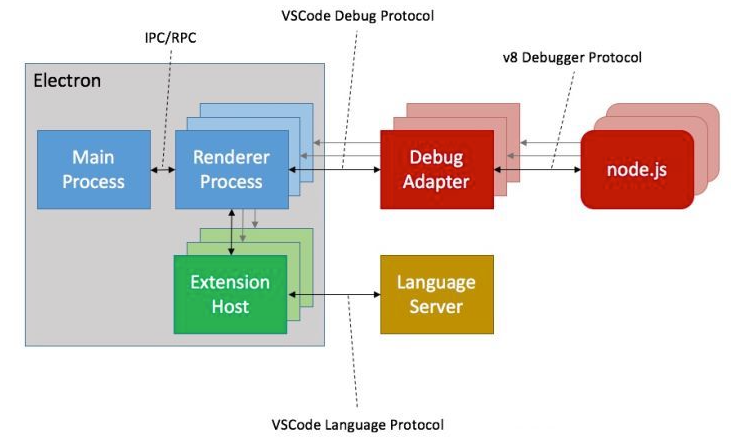 VSCode Debug Protocol
IPC/RPC
v8 Debugger Protocol
Electron
Main
Process
Renderer
Process
Debug
Adapter
node.js
Extension
Host
Language
Server
VSCode Language Protocol